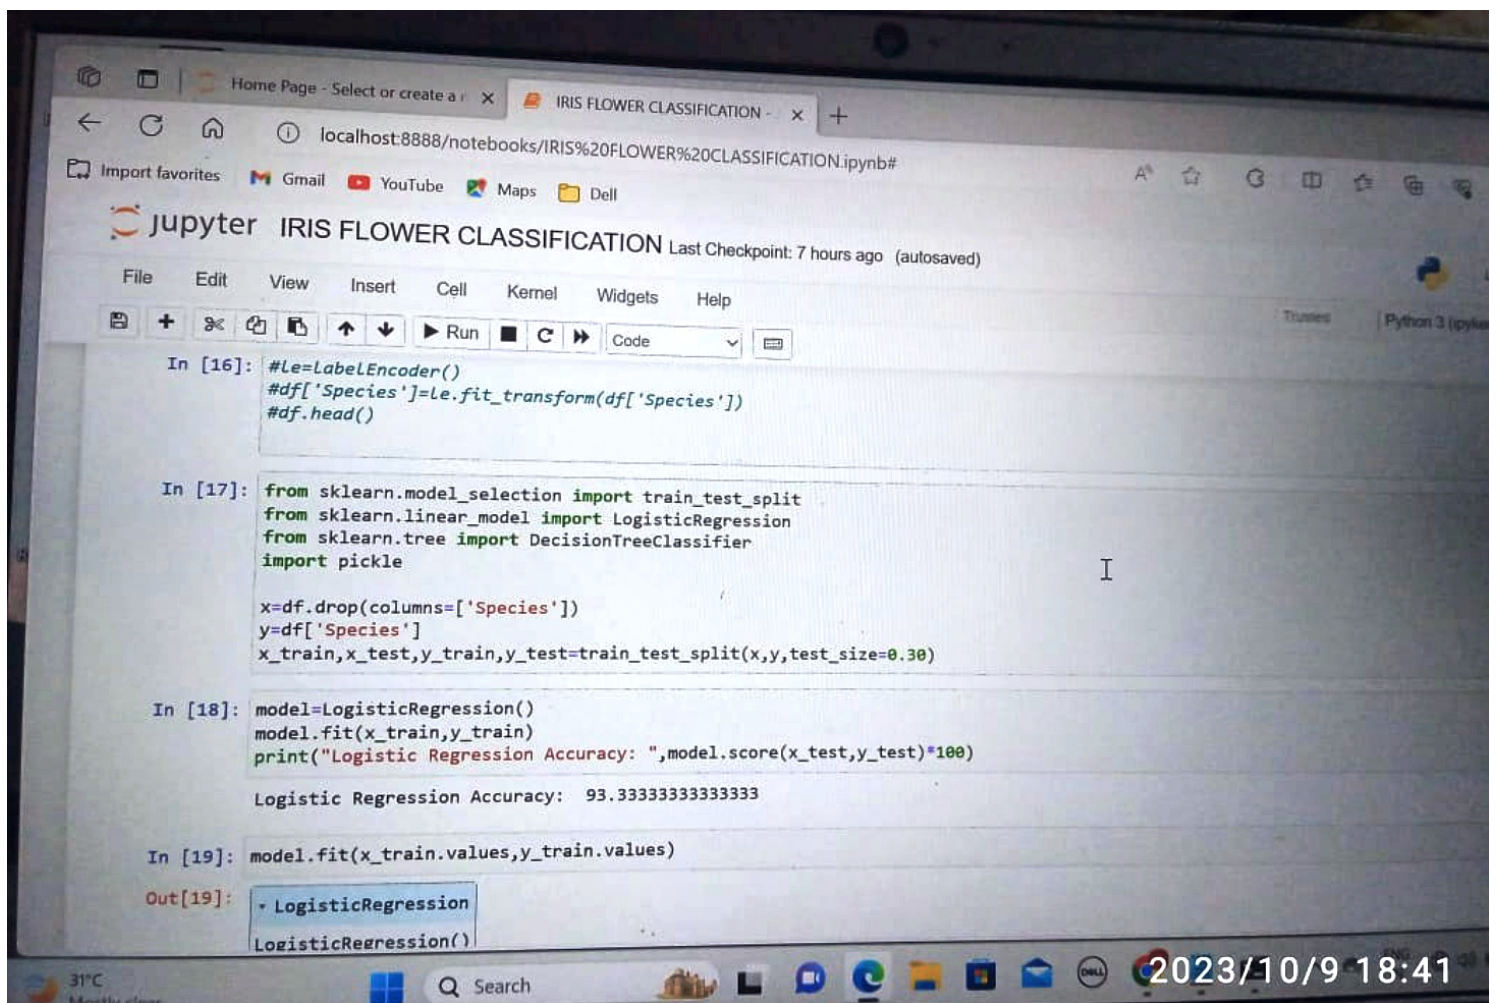 Home Page - Select or create a
IRIS FLOWER CLASSIFICATION -
localhost:8888/notebooks/IRIS%20FLOWER%20CLASSIFICATION.ipynb#
Import favorites Gmail YouTube Maps Dell
jupyter IRIS FLOWER CLASSIFICATION Last Checkpoint: 7 hours ago (autosaved)
File Edit View Insert Cell Kernel Widgets Help
Python 3
Run Code
In [16]: #le=LabelEncoder()
#df['Species']=le.fit_transform(df['Species'])
#df.head()
In [17]: from sklearn.model_selection import train_test_split
from sklearn.linear_model import LogisticRegression
from sklearn.tree import DecisionTreeClassifier
import pickle
x=df.drop(columns=['Species'])
y=df['Species']
x_train,x_test,y_train,y_test=train_test_split(x,y,test_size=0.30)
In [18]: model=LogisticRegression()
model.fit(x_train,y_train)
print("Logistic Regression Accuracy: ",model.score(x_test,y_test)*100)
Logistic Regression Accuracy:  93.33333333333333
In [19]: model.fit(x_train.values,y_train.values)
Out[19]: LogisticRegression
LogisticRegression()
31°C
Search
DELL
2023/10/9 18:41